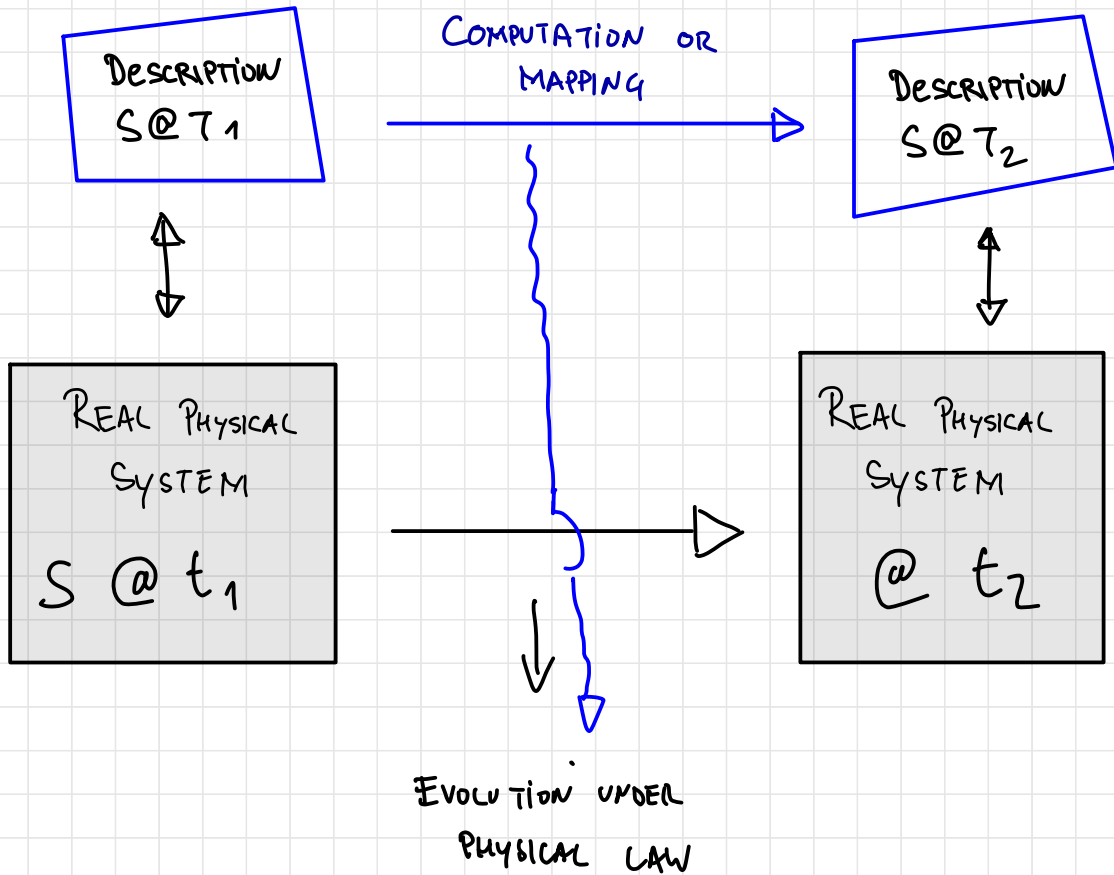 COMPUTATION OR
MAPPING
DESCRIPTION
S@T1
DESCRIPTION
S@T2
REAL PHYSICAL
SYSTEM
S @ t1
REAL PHYSICAL
SYSTEM
@ t2
EVOLUTION UNDER
PHYSICAL LAW